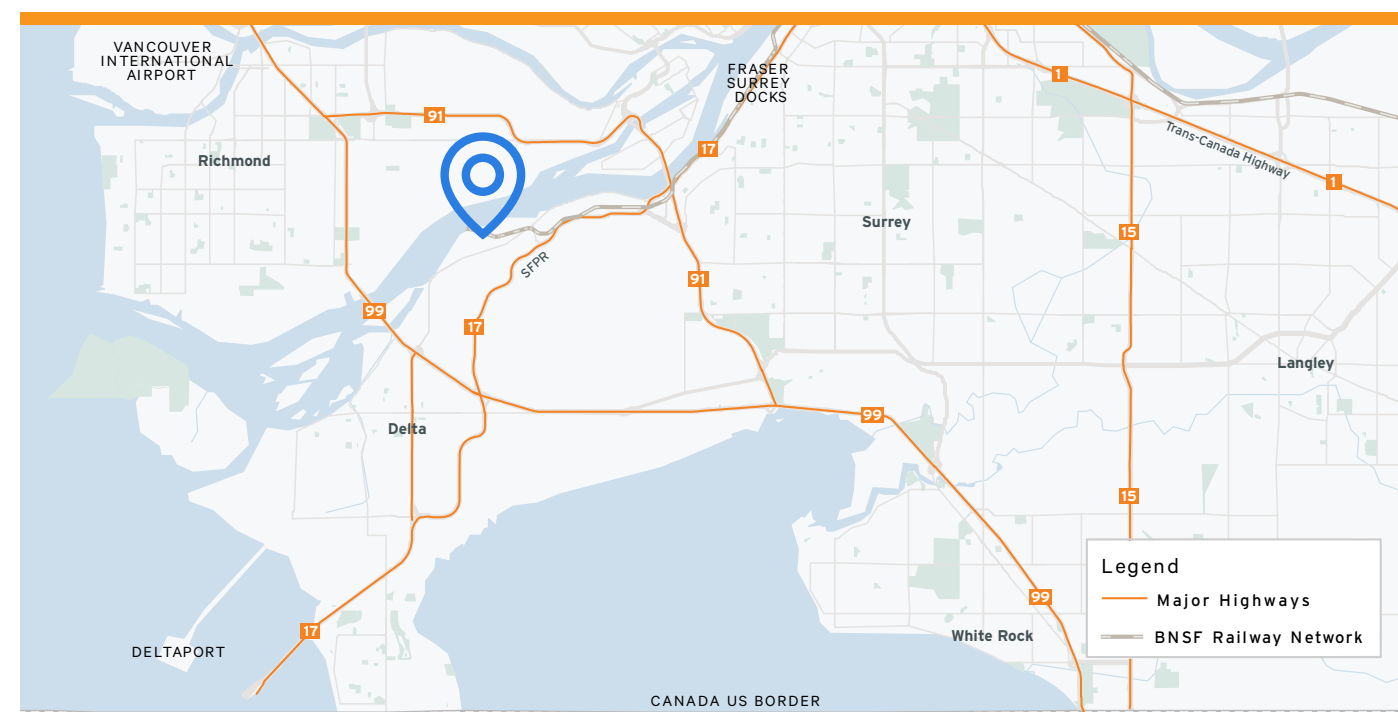 VANCOUVER
INTERNATIONAL
AIRPORT
FRASER
SURREY
DOCKS
1
91
Trans-Canada Highway
17
Richmond
1
Surrey
15
SFPR
91
99
17
Langley
99
Delta
15
Legend
Major Highways
99
17
White Rock
BNSF Railway Network
DELTAPORT
CANADA US BORDER